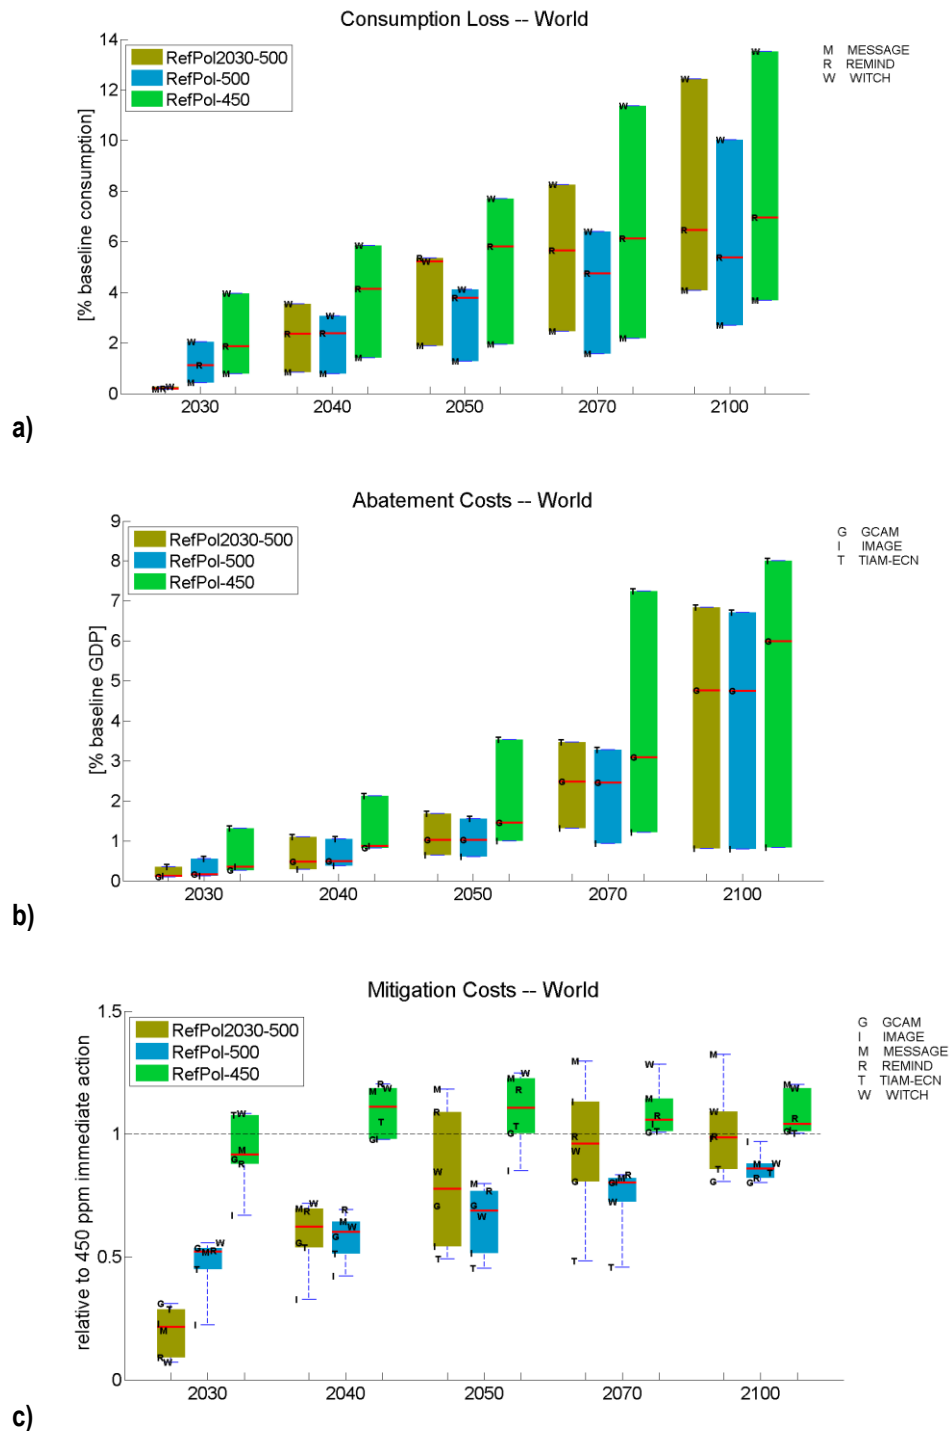 Consumption Loss -- World
RefPol2030-500
RefPol-500
RefPol-450
M MESSAGE
R REMIND
W WITCH
[% baseline consumption]
14
12
10
8
6
4
2
0
2030 2040 2050 2070 2100
a)
Abatement Costs -- World
RefPol2030-500
RefPol-500
RefPol-450
G GCAM
I IMAGE
T TIAM-ECN
[% baseline GDP]
9
8
7
6
5
4
3
2
1
0
2030 2040 2050 2070 2100
b)
Mitigation Costs -- World
RefPol2030-500
RefPol-500
RefPol-450
G GCAM
I IMAGE
M MESSAGE
R REMIND
T TIAM-ECN
W WITCH
relative to 450 ppm immediate action
1.5
1
0.5
0
2030 2040 2050 2070 2100
c)